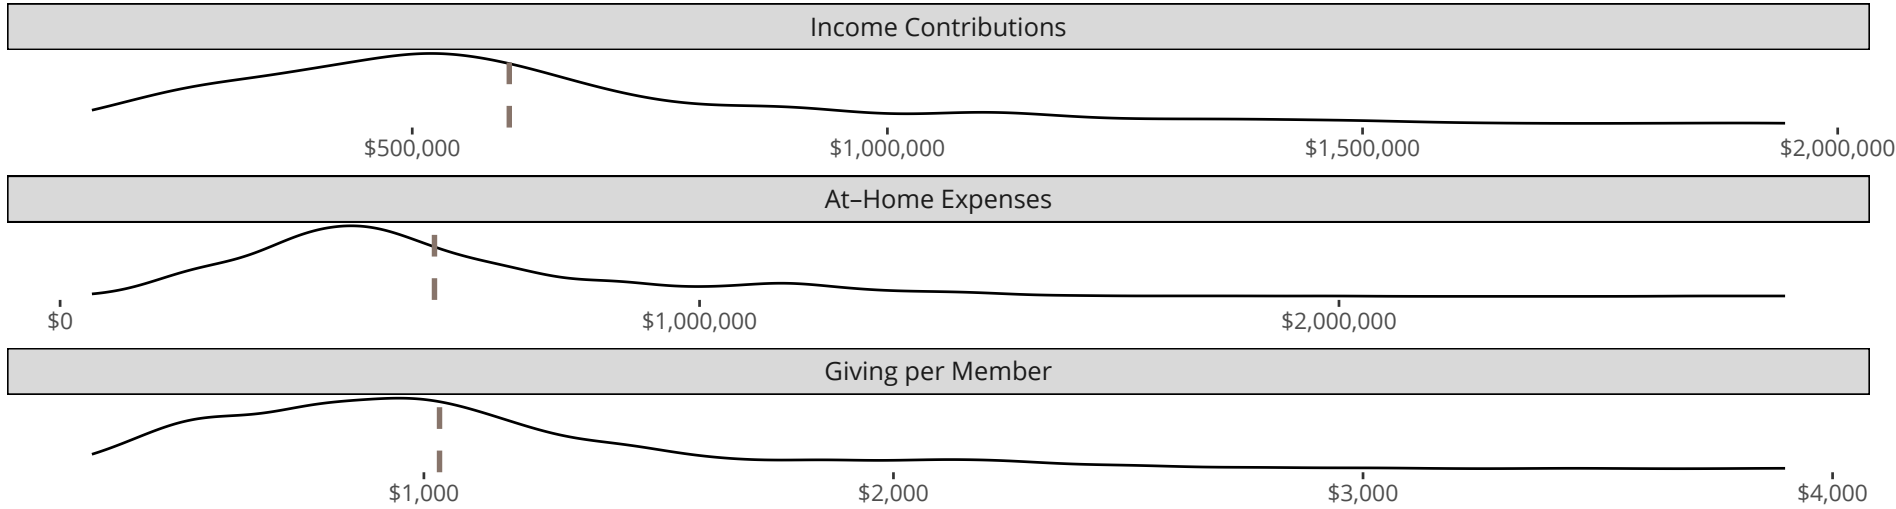 Income Contributions
$500,000 $1,000,000 $1,500,000 $2,000,000
At–Home Expenses
$0 $1,000,000 $2,000,000
Giving per Member
$1,000 $2,000 $3,000 $4,000